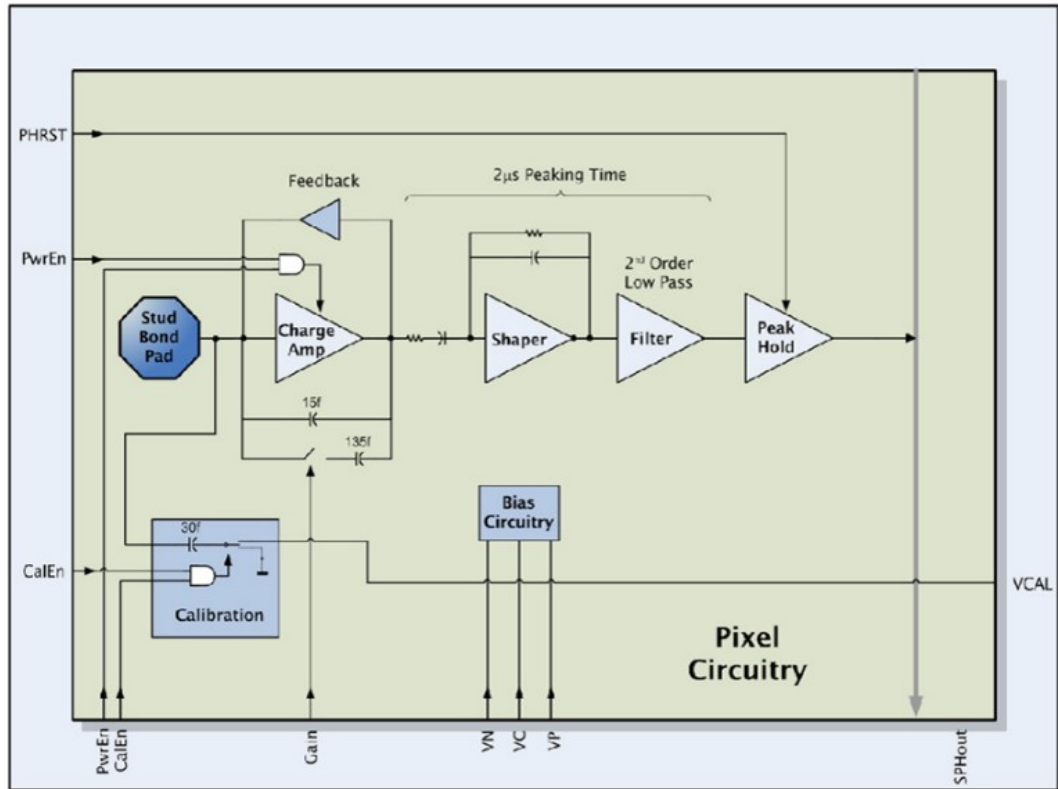 PHRST
Feedback
2µs Peaking Time
PwrEn
2nd Order
Low Pass
Stud
Bond
Pad
Charge
Amp
Shaper
Filter
Peak
Hold
15f
135f
Bias
Circuitry
30f
CalEn
Calibration
VCAL
Pixel
Circuitry
PwrEn
CalEn
Gain
VN
VC
VP
SPHout